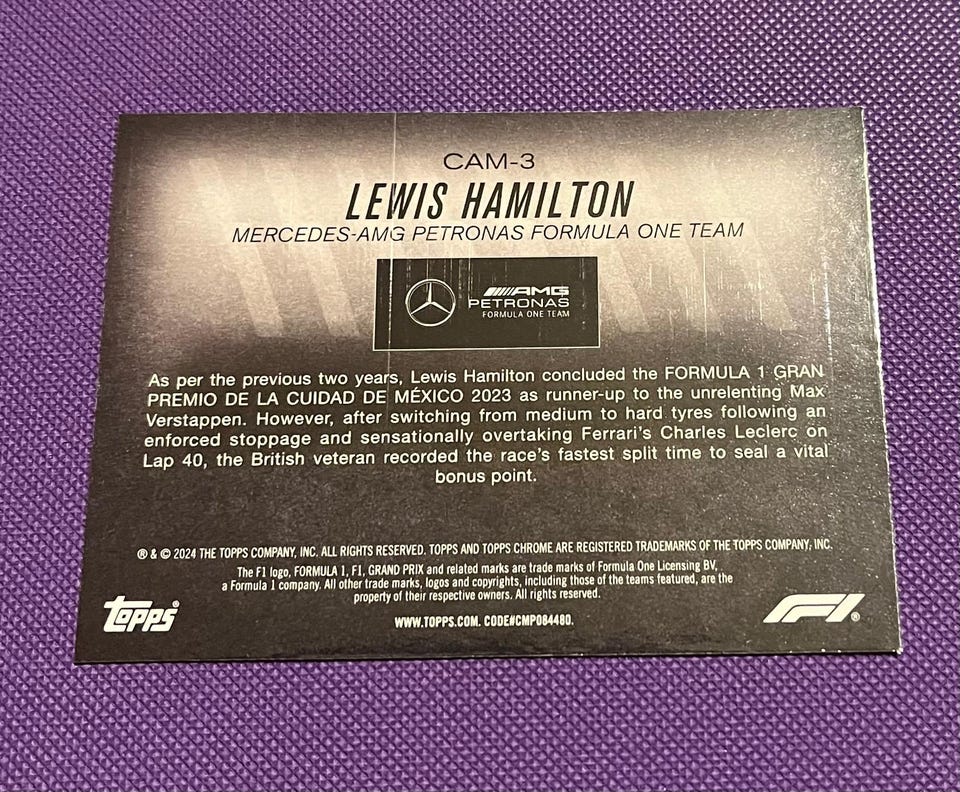 CAM-3
LEWIS HAMILTON
MERCEDES-AMG PETRONAS FORMULA ONE TEAM
AMG
PETRONAS
FORMULA ONE TEAM
As per the previous two years, Lewis Hamilton concluded the FORMULA 1 GRAN
PREMIO DE LA CUIDAD DE MÉXICO 2023 as runner-up to the unrelenting Max
Verstappen. However, after switching from medium to hard tyres following an
enforced stoppage and sensationally overtaking Ferrari's Charles Leclerc on
Lap 40, the British veteran recorded the race's fastest split time to seal a vital
bonus point.
® & © 2024 THE TOPPS COMPANY, INC. ALL RIGHTS RESERVED. TOPPS AND TOPPS CHROME ARE REGISTERED TRADEMARKS OF THE TOPPS COMPANY, INC.
The F1 logo, FORMULA 1, F1, GRAND PRIX and related marks are trade marks of Formula One Licensing BV,
a Formula 1 company. All other trade marks, logos and copyrights, including those of the teams featured, are the
property of their respective owners. All rights reserved.
WWW.TOPPS.COM. CODE#CMP084480.
topps®
F1®